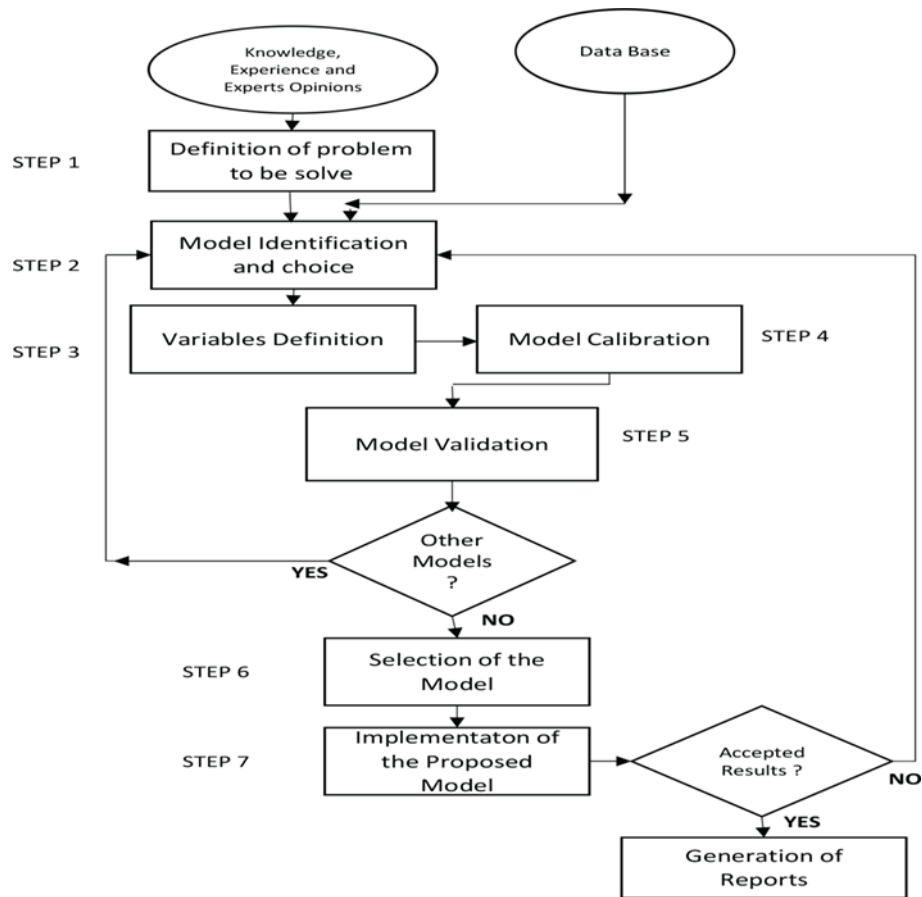 Knowledge,
Experience and
Experts Opinions
Data Base
STEP 1
Definition of problem
to be solve
STEP 2
Model Identification
and choice
STEP 3
Variables Definition
Model Calibration
STEP 4
Model Validation
STEP 5
Other
Models
?
YES
NO
STEP 6
Selection of the
Model
STEP 7
Implementaton of
the Proposed
Model
Accepted
Results ?
NO
YES
Generation of
Reports